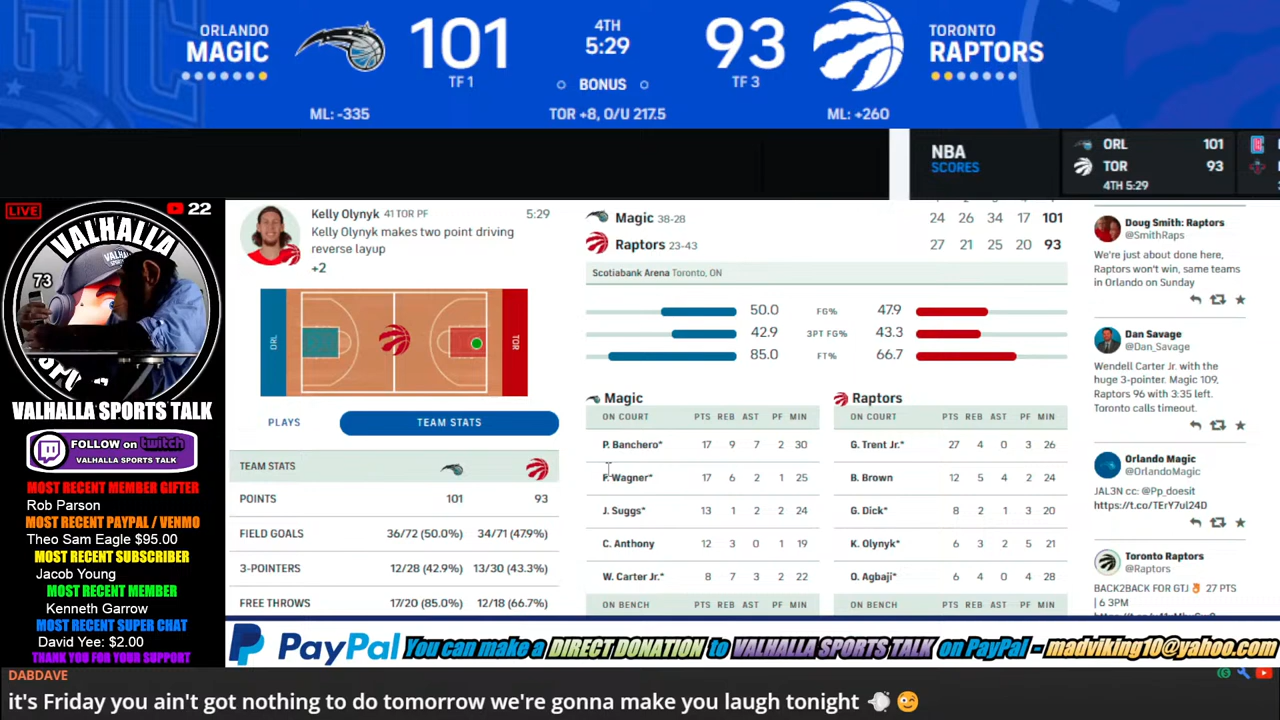 ORLANDO
MAGIC
101
TF 1
4TH
5:29
BONUS
93
TF 3
TORONTO
RAPTORS
ML: -335
TOR +8, O/U 217.5
ML: +260
NBA
SCORES
ORL 101
TOR 93
4TH 5:29
LIVE
22
VALHALLA
73
VALHALLA SPORTS TALK
FOLLOW on twitch
VALHALLA SPORTS TALK
MOST RECENT MEMBER GIFTER
Rob Parson
MOST RECENT PAYPAL / VENMO
Theo Sam Eagle $95.00
MOST RECENT SUBSCRIBER
Jacob Young
MOST RECENT MEMBER
Kenneth Garrow
MOST RECENT SUPER CHAT
David Yee: $2.00
THANK YOU FOR YOUR SUPPORT
Kelly Olynyk 41 TOR PF 5:29
Kelly Olynyk makes two point driving
reverse layup
+2
ORL
TOR
PLAYS
TEAM STATS
TEAM STATS
POINTS 101 93
FIELD GOALS 36/72 (50.0%) 34/71 (47.9%)
3-POINTERS 12/28 (42.9%) 13/30 (43.3%)
FREE THROWS 17/20 (85.0%) 12/18 (66.7%)
Magic 38-28 24 26 34 17 101
Raptors 23-43 27 21 25 20 93
Scotiabank Arena Toronto, ON
50.0 FG% 47.9
42.9 3PT FG% 43.3
85.0 FT% 66.7
Magic
ON COURT PTS REB AST PF MIN
P. Banchero* 17 9 7 2 30
F. Wagner* 17 6 2 1 25
J. Suggs* 13 1 2 2 24
C. Anthony 12 3 0 1 19
W. Carter Jr.* 8 7 3 2 22
ON BENCH PTS REB AST PF MIN
Raptors
ON COURT PTS REB AST PF MIN
G. Trent Jr.* 27 4 0 3 26
B. Brown 12 5 4 2 24
G. Dick* 8 2 1 3 20
K. Olynyk* 6 3 2 5 21
O. Agbaji* 6 4 0 4 28
ON BENCH PTS REB AST PF MIN
Doug Smith: Raptors
@SmithRaps
We're just about done here,
Raptors won't win, same teams
in Orlando on Sunday
Dan Savage
@Dan_Savage
Wendell Carter Jr. with the
huge 3-pointer. Magic 109,
Raptors 96 with 3:35 left.
Toronto calls timeout.
Orlando Magic
@OrlandoMagic
JAL3N cc: @Pp_doesit
https://t.co/TErY7ul24D
Toronto Raptors
@Raptors
BACK2BACK FOR GTJ 👌 27 PTS
| 6 3PM
PayPal You can make a DIRECT DONATION to VALHALLA SPORTS TALK on PayPal - madviking10@yahoo.com
DABDAVE
it's Friday you ain't got nothing to do tomorrow we're gonna make you laugh tonight 💨 😉